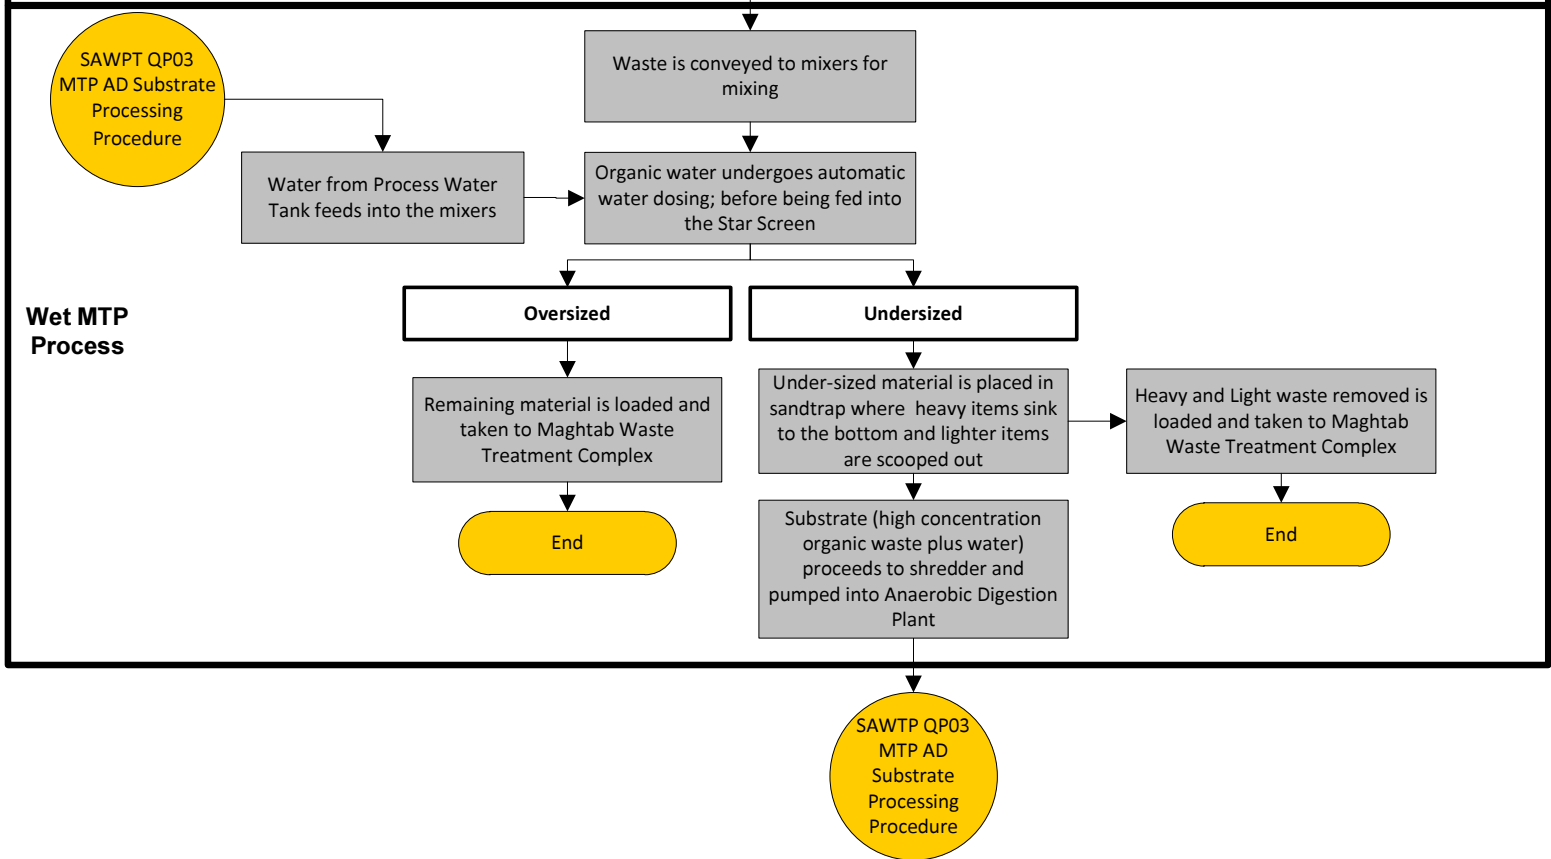 SAWPT QP03
MTP AD Substrate
Processing
Procedure
Waste is conveyed to mixers for
mixing
Water from Process Water
Tank feeds into the mixers
Organic water undergoes automatic
water dosing; before being fed into
the Star Screen
Wet MTP
Process
Oversized
Undersized
Remaining material is loaded and
taken to Maghtab Waste
Treatment Complex
Under-sized material is placed in
sandtrap where  heavy items sink
to the bottom and lighter items
are scooped out
Heavy and Light waste removed is
loaded and taken to Maghtab
Waste Treatment Complex
End
Substrate (high concentration
organic waste plus water)
proceeds to shredder and
pumped into Anaerobic Digestion
Plant
End
SAWTP QP03
MTP AD
Substrate
Processing
Procedure